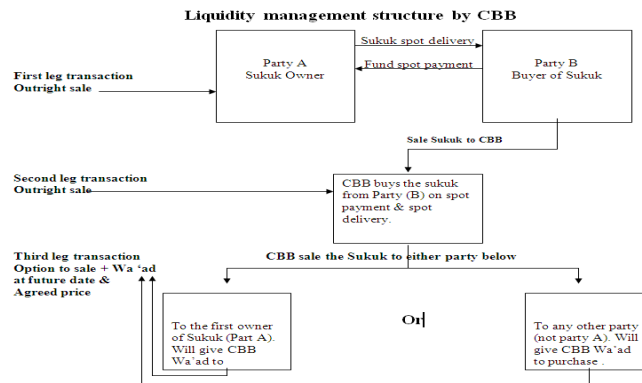 Liquidity management structure by CBB
Party A
Sukuk Owner
Sukuk spot delivery
Fund spot payment
Party B
Buyer of Sukuk
First leg transaction
Outright sale
Sale Sukuk to CBB
Second leg transaction
Outright sale
CBB buys the sukuk
from Party (B) on spot
payment & spot
delivery.
Third leg transaction
Option to sale + Wa ‘ad
at future date &
Agreed price
CBB sale the Sukuk to either party below
To the first owner
of Sukuk (Part A).
Will give CBB
Wa'ad to
Or
To any other party
(not party A). Will
give CBB Wa'ad
to purchase .